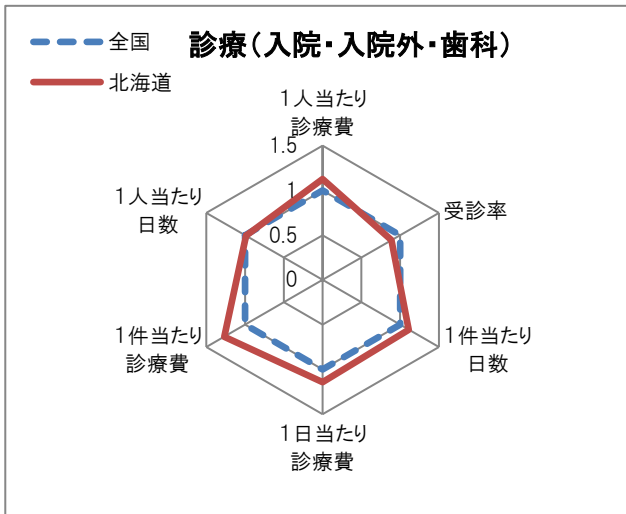 全国
北海道
診療（入院・入院外・歯科）
1人当たり
診療費
受診率
1件当たり
日数
1日当たり
診療費
1件当たり
診療費
1人当たり
日数
1.5
1
0.5
0